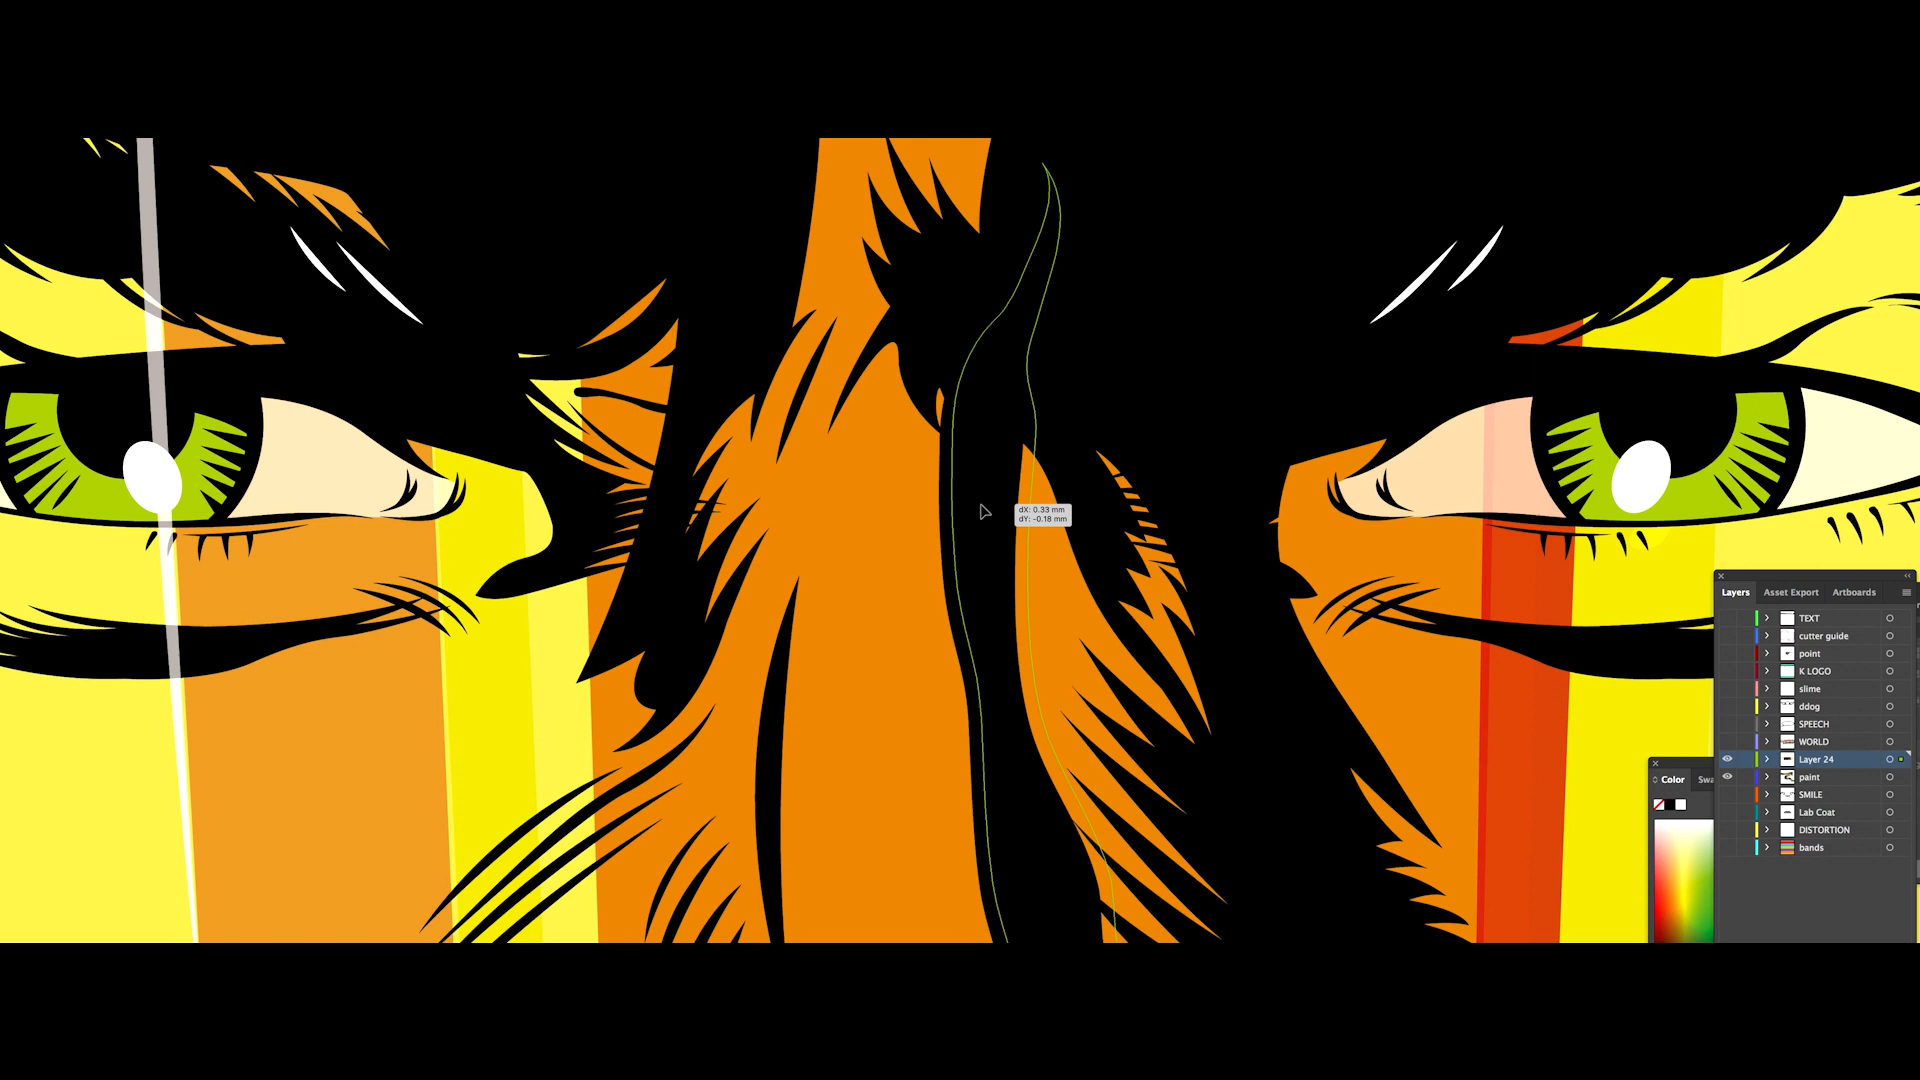 dX: 0.33 mm
dY: -0.18 mm
Layers Asset Export Artboards
TEXT
cutter guide
point
K LOGO
slime
ddog
SPEECH
WORLD
Layer 24
paint
SMILE
Lab Coat
DISTORTION
bands
Color Swa